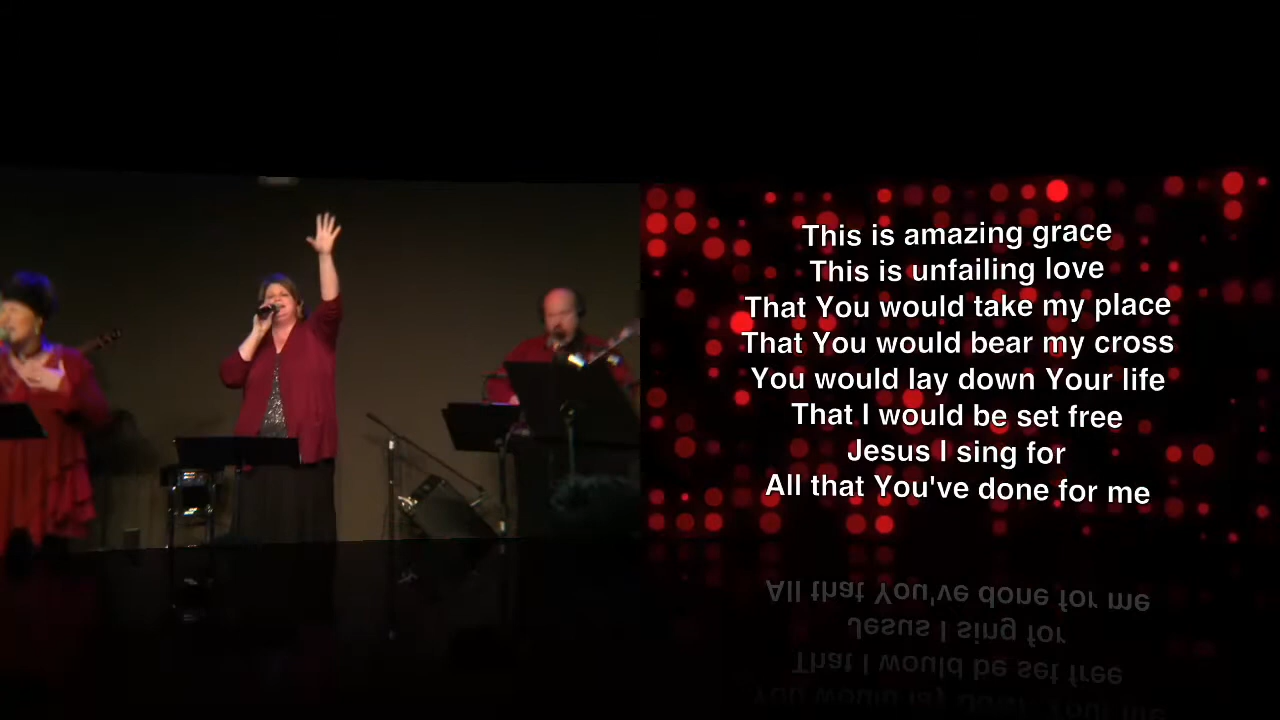 This is amazing grace
This is unfailing love
That You would take my place
That You would bear my cross
You would lay down Your life
That I would be set free
Jesus I sing for
All that You've done for me